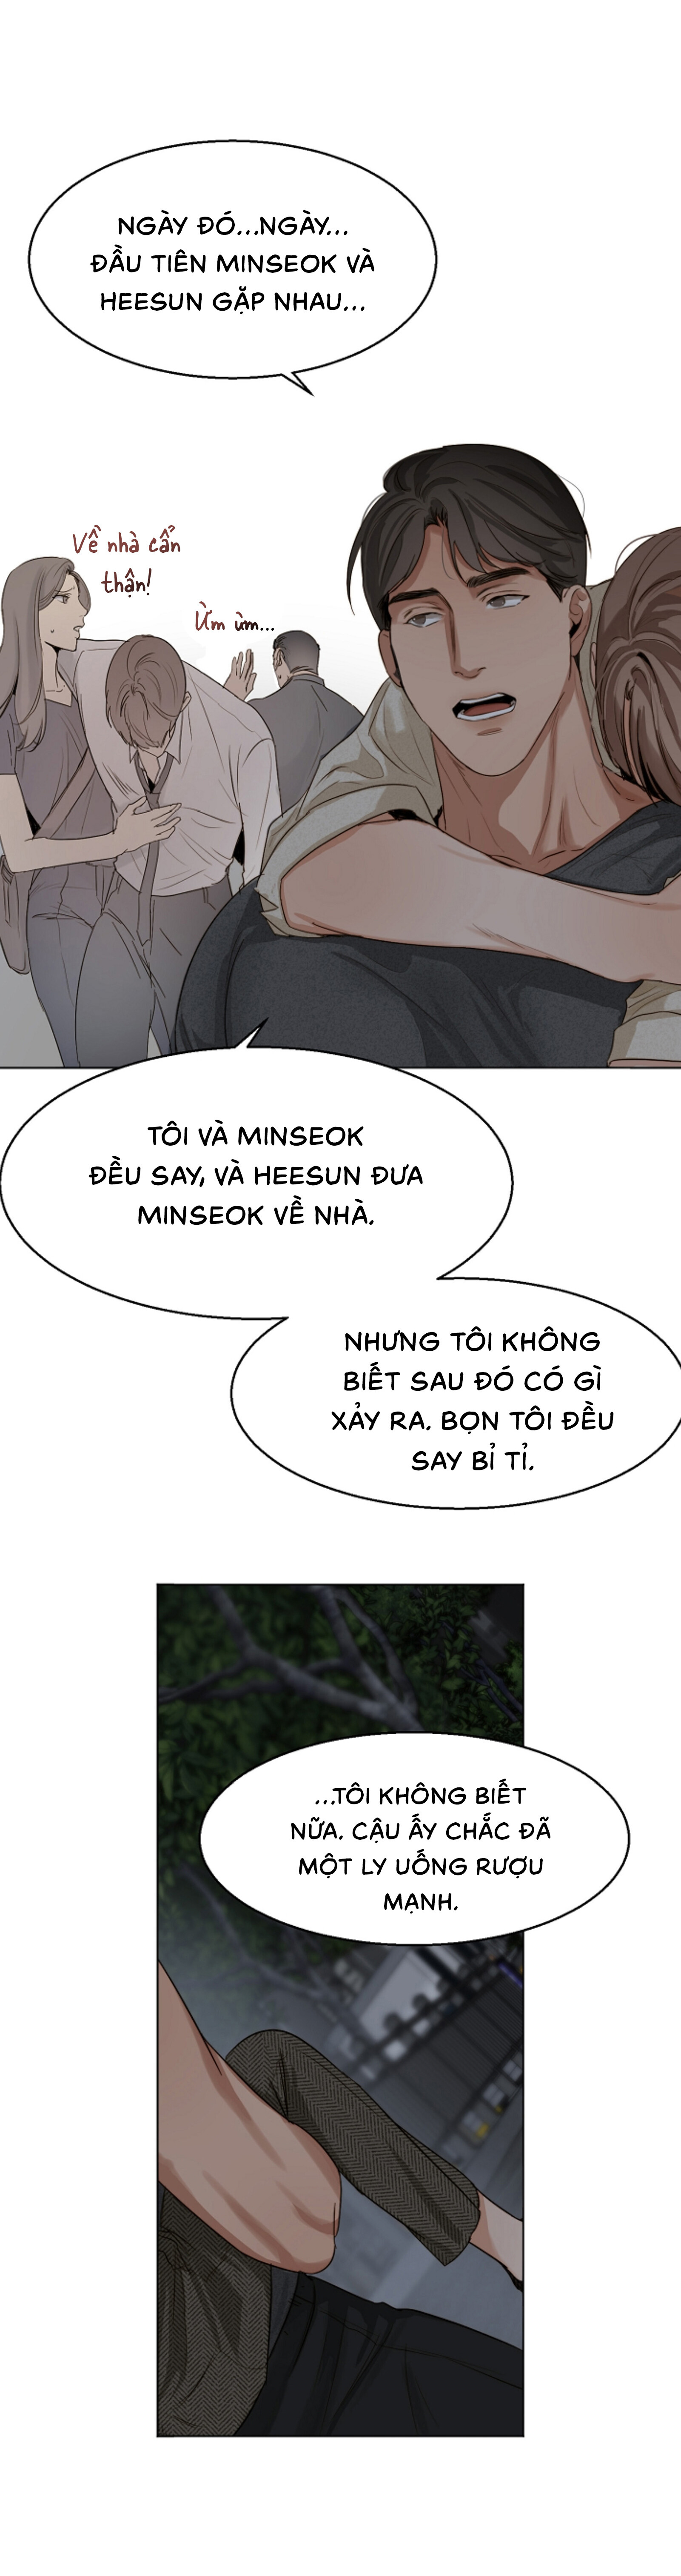 NGÀY ĐÓ...NGÀY...
ĐẦU TIÊN MINSEOK VÀ
HEESUN GẶP NHAU...
Về nhà cẩn
thận!
Ừm ừm...
TÔI VÀ MINSEOK
ĐỀU SAY, VÀ HEESUN ĐƯA
MINSEOK VỀ NHÀ.
NHƯNG TÔI KHÔNG
BIẾT SAU ĐÓ CÓ GÌ
XẢY RA. BỌN TÔI ĐỀU
SAY BỈ TỈ.
...TÔI KHÔNG BIẾT
NỮA. CẬU ẤY CHẮC ĐÃ
MỘT LY UỐNG RƯỢU
MẠNH.